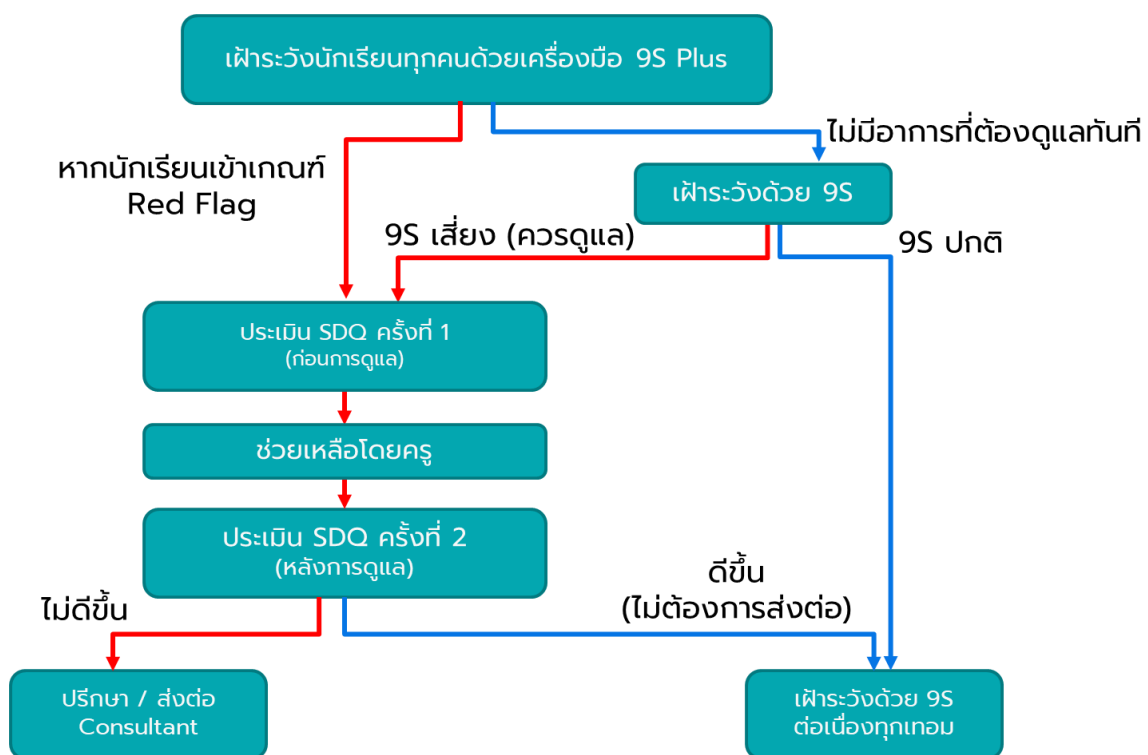 เฝ้าระวังนักเรียนทุกคนด้วยเครื่องมือ 9S Plus
ไม่มีอาการที่ต้องดูแลทันที
หากนักเรียนเข้าเกณฑ์
Red Flag
เฝ้าระวังด้วย 9S
9S เสี่ยง (ควรดูแล)
9S ปกติ
ประเมิน SDQ ครั้งที่ 1
(ก่อนการดูแล)
ช่วยเหลือโดยครู
ประเมิน SDQ ครั้งที่ 2
(หลังการดูแล)
ไม่ดีขึ้น
ดีขึ้น
(ไม่ต้องการส่งต่อ)
ปรึกษา / ส่งต่อ
Consultant
เฝ้าระวังด้วย 9S
ต่อเนื่องทุกเทอม